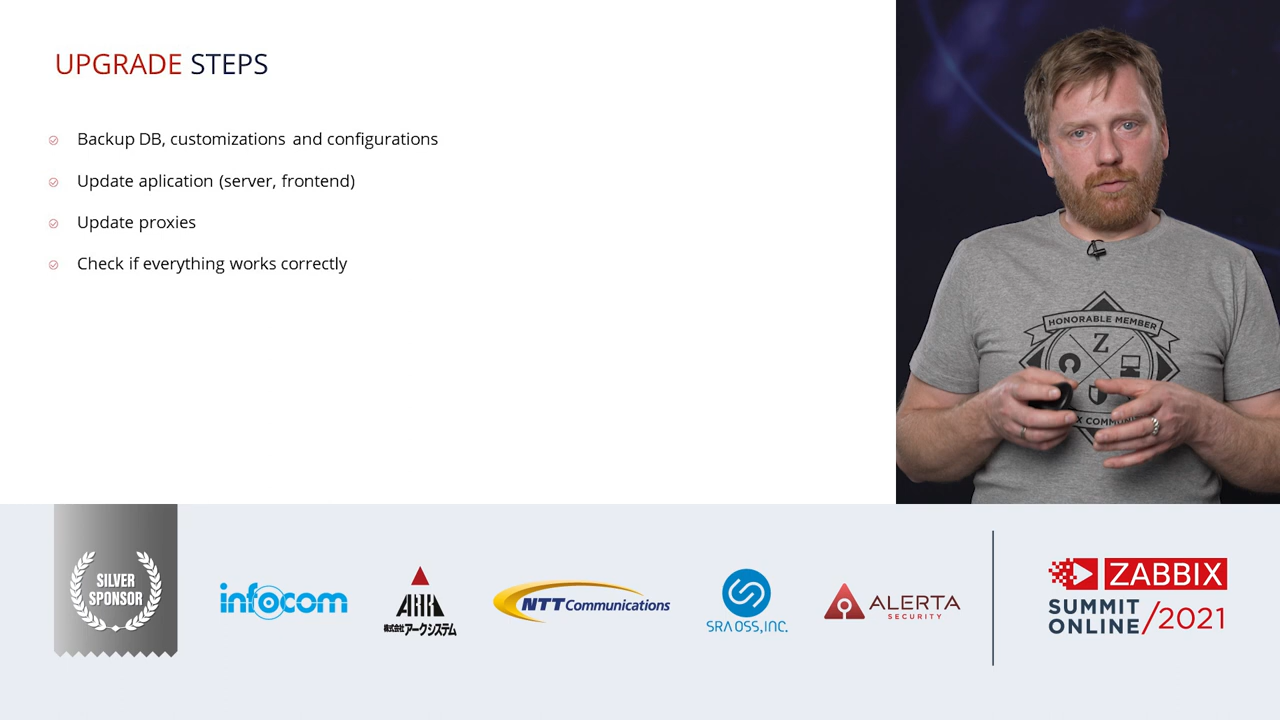 UPGRADE STEPS
Backup DB, customizations and configurations
Update aplication (server, frontend)
Update proxies
Check if everything works correctly
HONORABLE MEMBER
Z
X COMMUNI
SILVER
SPONSOR
infocom
ARK
株式会社アークシステム
NTT Communications
SRA OSS, INC.
ALERTA
SECURITY
ZABBIX
SUMMIT
ONLINE /2021